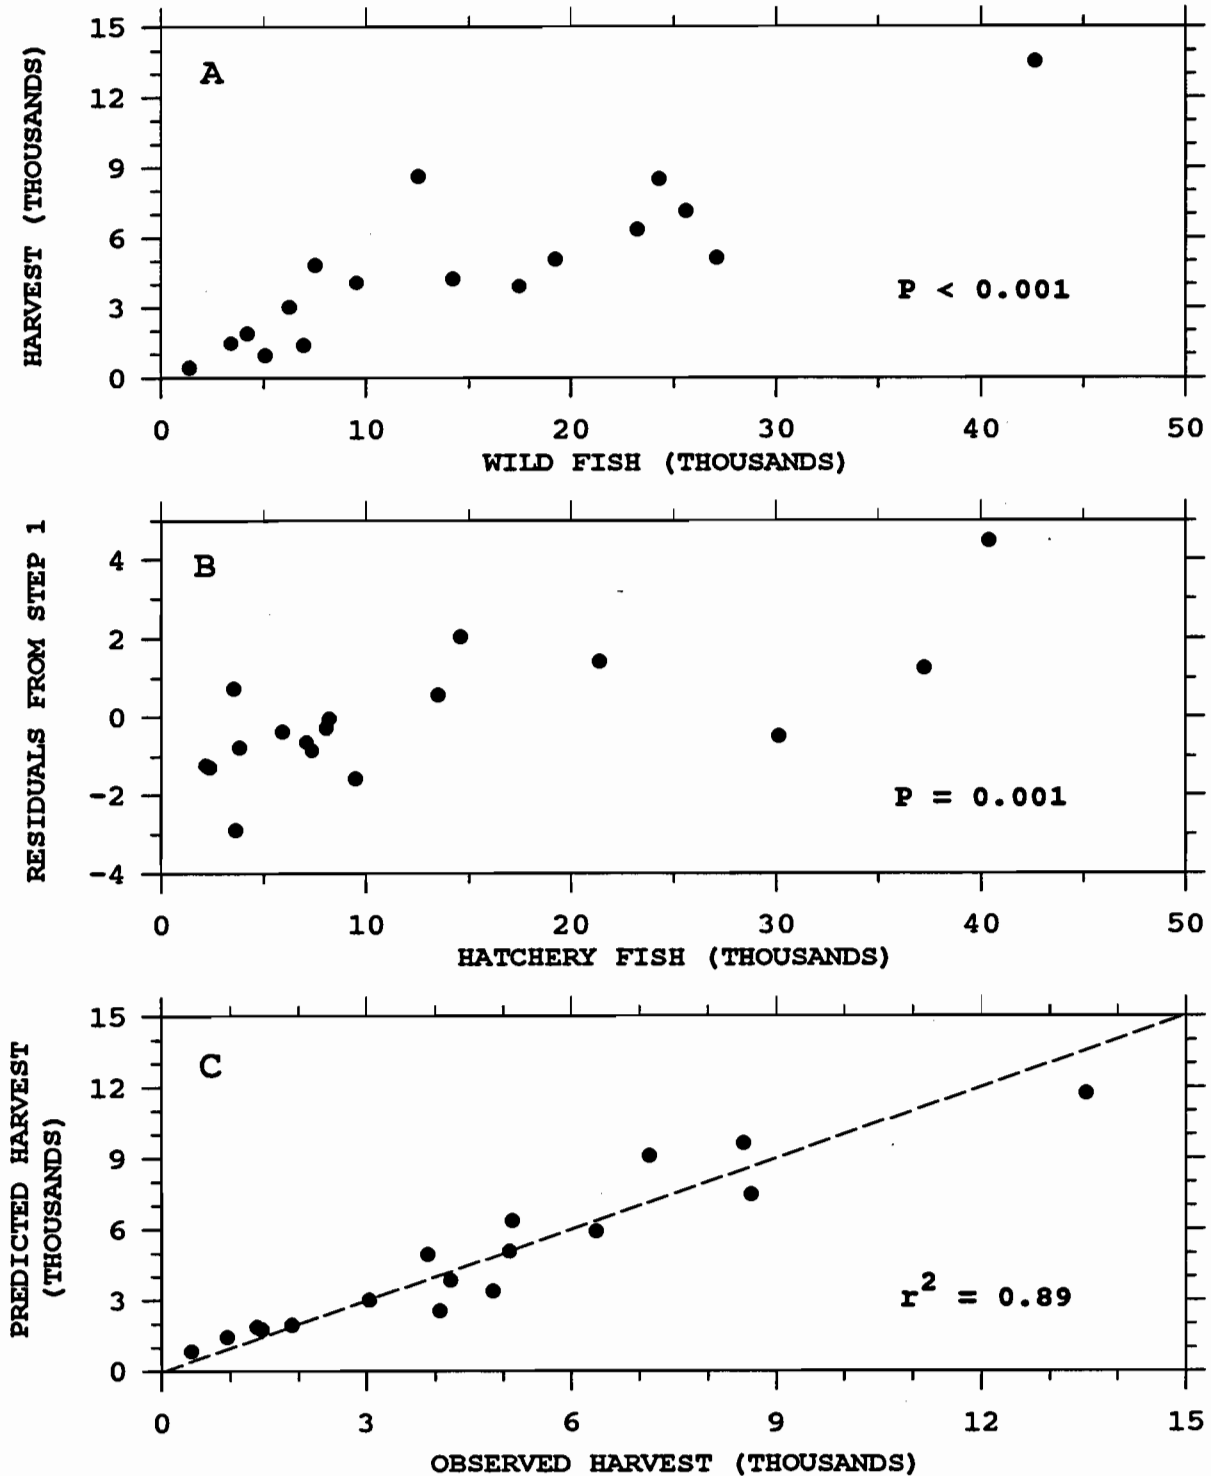 HARVEST (THOUSANDS)
15
12
9
6
3
0
A
P < 0.001
0 10 20 30 40 50
WILD FISH (THOUSANDS)
RESIDUALS FROM STEP 1
4
2
0
−2
−4
B
P = 0.001
0 10 20 30 40 50
HATCHERY FISH (THOUSANDS)
PREDICTED HARVEST
(THOUSANDS)
15
12
9
6
3
0
C
r² = 0.89
0 3 6 9 12 15
OBSERVED HARVEST (THOUSANDS)